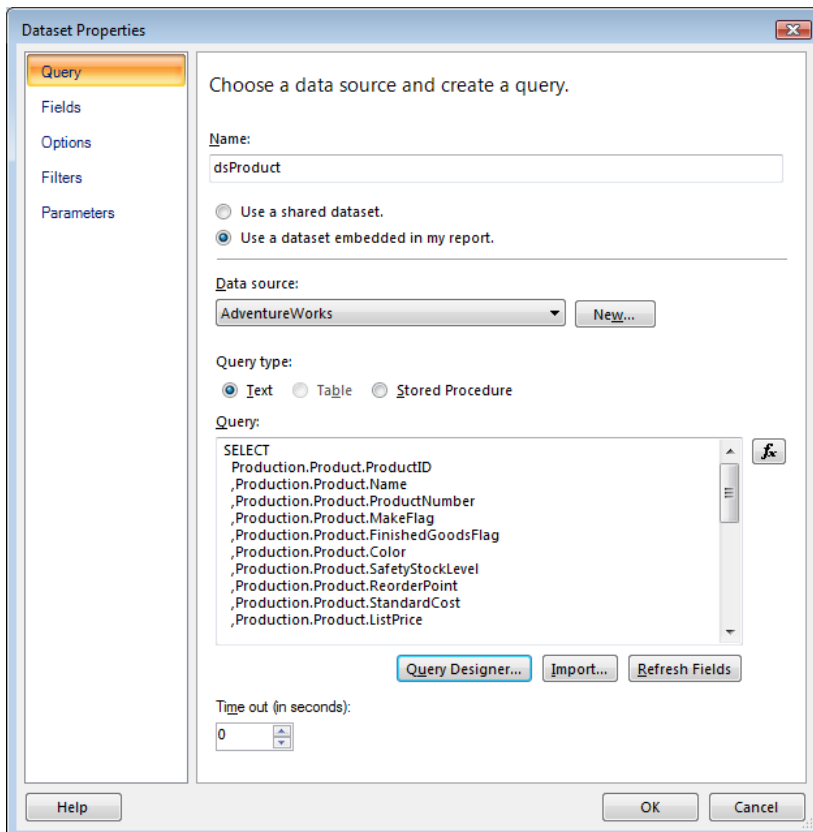 Dataset Properties
Query
Fields
Options
Filters
Parameters
Choose a data source and create a query.
Name:
dsProduct
Use a shared dataset.
Use a dataset embedded in my report.
Data source:
AdventureWorks
New...
Query type:
Text Table Stored Procedure
Query:
SELECT
Production.Product.ProductID
,Production.Product.Name
,Production.Product.ProductNumber
,Production.Product.MakeFlag
,Production.Product.FinishedGoodsFlag
,Production.Product.Color
,Production.Product.SafetyStockLevel
,Production.Product.ReorderPoint
,Production.Product.StandardCost
,Production.Product.ListPrice
fx
Query Designer... Import... Refresh Fields
Time out (in seconds):
0
Help OK Cancel